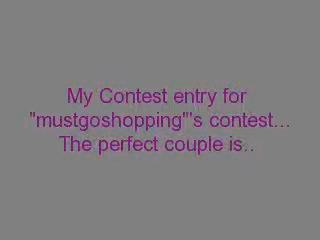 My Contest entry for
"mustgoshopping"'s contest...
The perfect couple is..